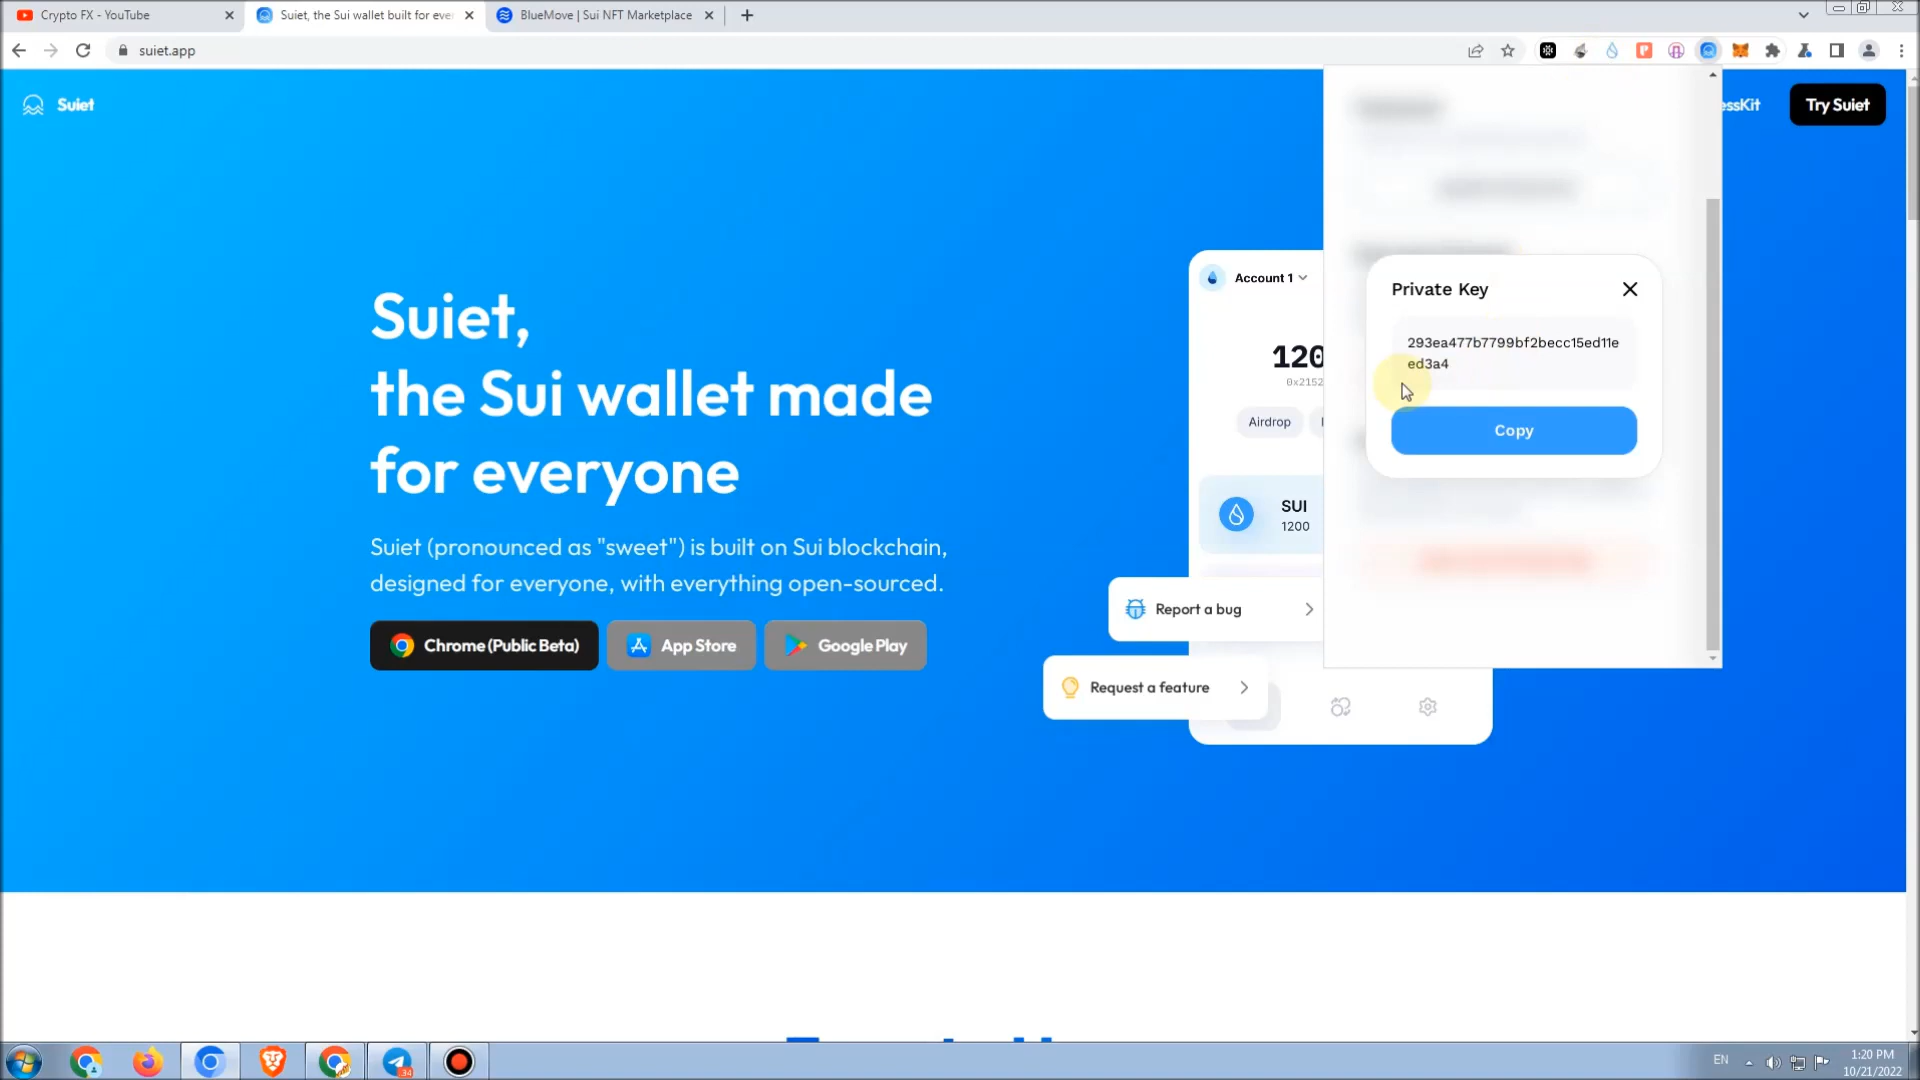 Crypto FX - YouTube
Suiet, the Sui wallet built for eve
BlueMove | Sui NFT Marketplace
suiet.app
Suiet
essKit
Try Suiet
Suiet,
the Sui wallet made
for everyone
Suiet (pronounced as "sweet") is built on Sui blockchain,
designed for everyone, with everything open-sourced.
Chrome (Public Beta)
App Store
Google Play
Account 1
120
0x2152
Airdrop
SUI
1200
Report a bug
Request a feature
Private Key
293ea477b7799bf2becc15ed11e
ed3a4
Copy
34
EN
1:20 PM
10/21/2022